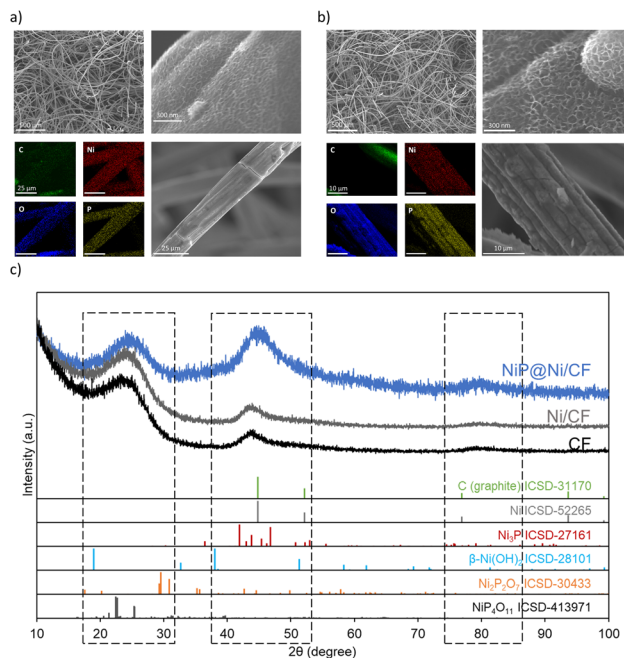 a)
b)
500 µm
300 nm
500 µm
300 nm
C
Ni
25 µm
O
P
25 µm
C
Ni
10 µm
O
P
10 µm
c)
Intensity (a.u.)
NiP@Ni/CF
Ni/CF
CF
C (graphite) ICSD-31170
Ni ICSD-52265
Ni₃P ICSD-27161
β-Ni(OH)₂ ICSD-28101
Ni₂P₂O₇ ICSD-30433
NiP₄O₁₁ ICSD-413971
10 20 30 40 50 60 70 80 90 100
2θ (degree)